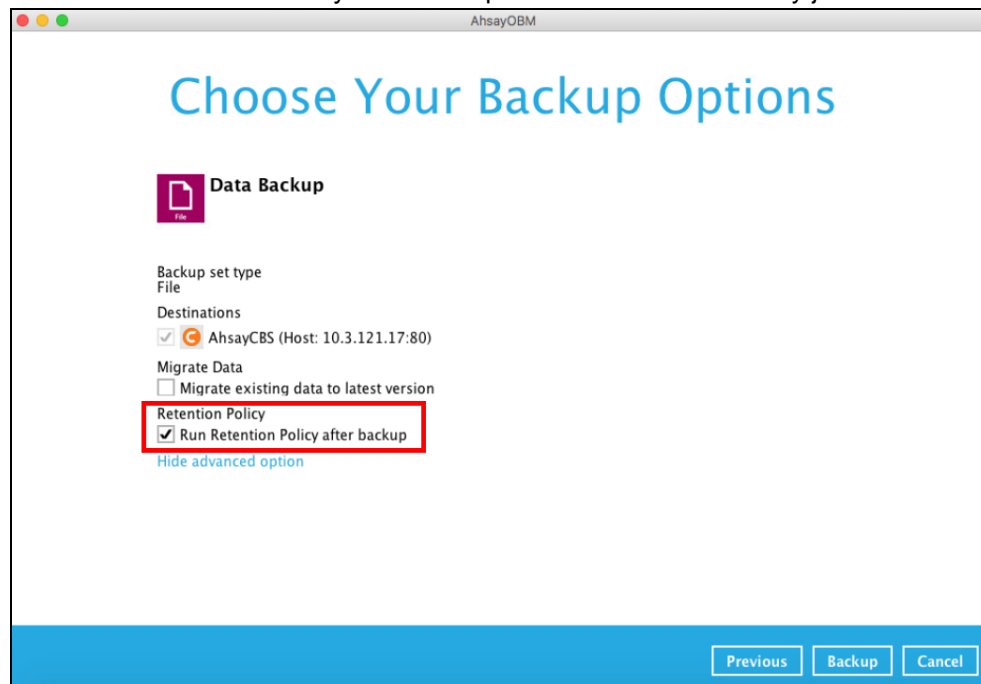 AhsayOBM
Choose Your Backup Options
Data Backup
File
Backup set type
File
Destinations
AhsayCBS (Host: 10.3.121.17:80)
Migrate Data
Migrate existing data to latest version
Retention Policy
Run Retention Policy after backup
Hide advanced option
Previous Backup Cancel